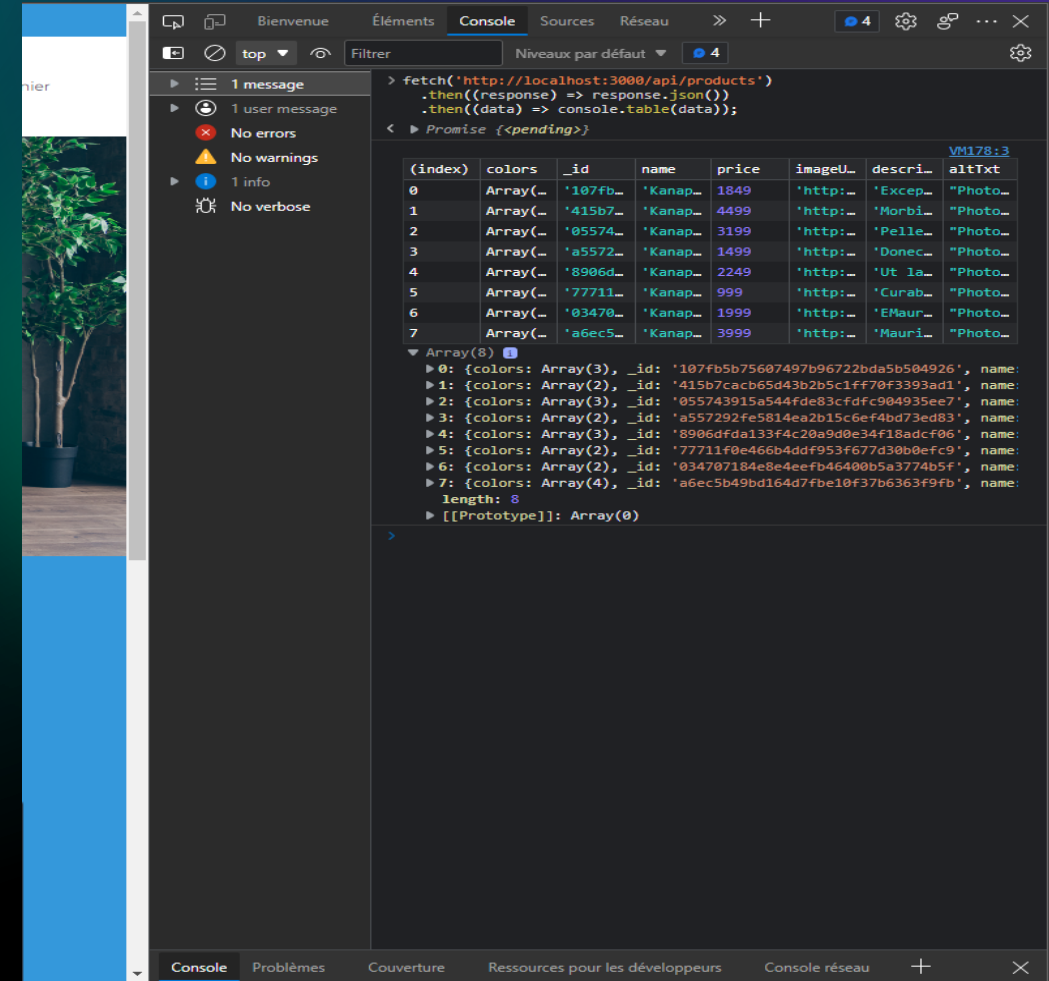 Bienvenue Éléments Console Sources Réseau 4
top Filtrer Niveaux par défaut 4
nier
1 message
1 user message
No errors
No warnings
1 info
No verbose
> fetch('http://localhost:3000/api/products')
.then((response) => response.json())
.then((data) => console.table(data));
Promise {<pending>}
VM178:3
(index) colors _id name price imageU… descri… altTxt
0 Array(… '107fb… 'Kanap… 1849 'http:… 'Excep… "Photo…
1 Array(… '415b7… 'Kanap… 4499 'http:… 'Morbi… "Photo…
2 Array(… '05574… 'Kanap… 3199 'http:… 'Pelle… "Photo…
3 Array(… 'a5572… 'Kanap… 1499 'http:… 'Donec… "Photo…
4 Array(… '8906d… 'Kanap… 2249 'http:… 'Ut la… "Photo…
5 Array(… '77711… 'Kanap… 999 'http:… 'Curab… "Photo…
6 Array(… '03470… 'Kanap… 1999 'http:… 'EMaur… "Photo…
7 Array(… 'a6ec5… 'Kanap… 3999 'http:… 'Mauri… "Photo…
Array(8) i
0: {colors: Array(3), _id: '107fb5b75607497b96722bda5b504926', name:
1: {colors: Array(2), _id: '415b7cacb65d43b2b5c1ff70f3393ad1', name:
2: {colors: Array(3), _id: '055743915a544fde83cfdfc904935ee7', name:
3: {colors: Array(2), _id: 'a557292fe5814ea2b15c6ef4bd73ed83', name:
4: {colors: Array(3), _id: '8906dfda133f4c20a9d0e34f18adcf06', name:
5: {colors: Array(2), _id: '77711f0e466b4ddf953f677d30b0efc9', name:
6: {colors: Array(2), _id: '034707184e8e4eefb46400b5a3774b5f', name:
7: {colors: Array(4), _id: 'a6ec5b49bd164d7fbe10f37b6363f9fb', name:
length: 8
[[Prototype]]: Array(0)
Console Problèmes Couverture Ressources pour les développeurs Console réseau